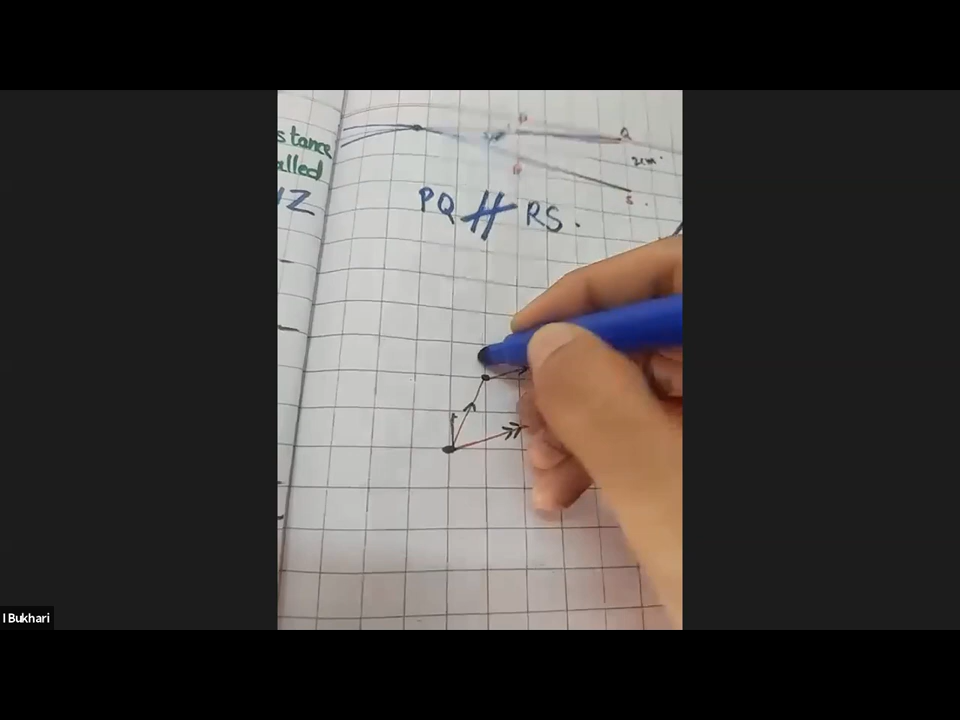 stance
alled
Q
2cm.
S.
PQ // RS.
I Bukhari